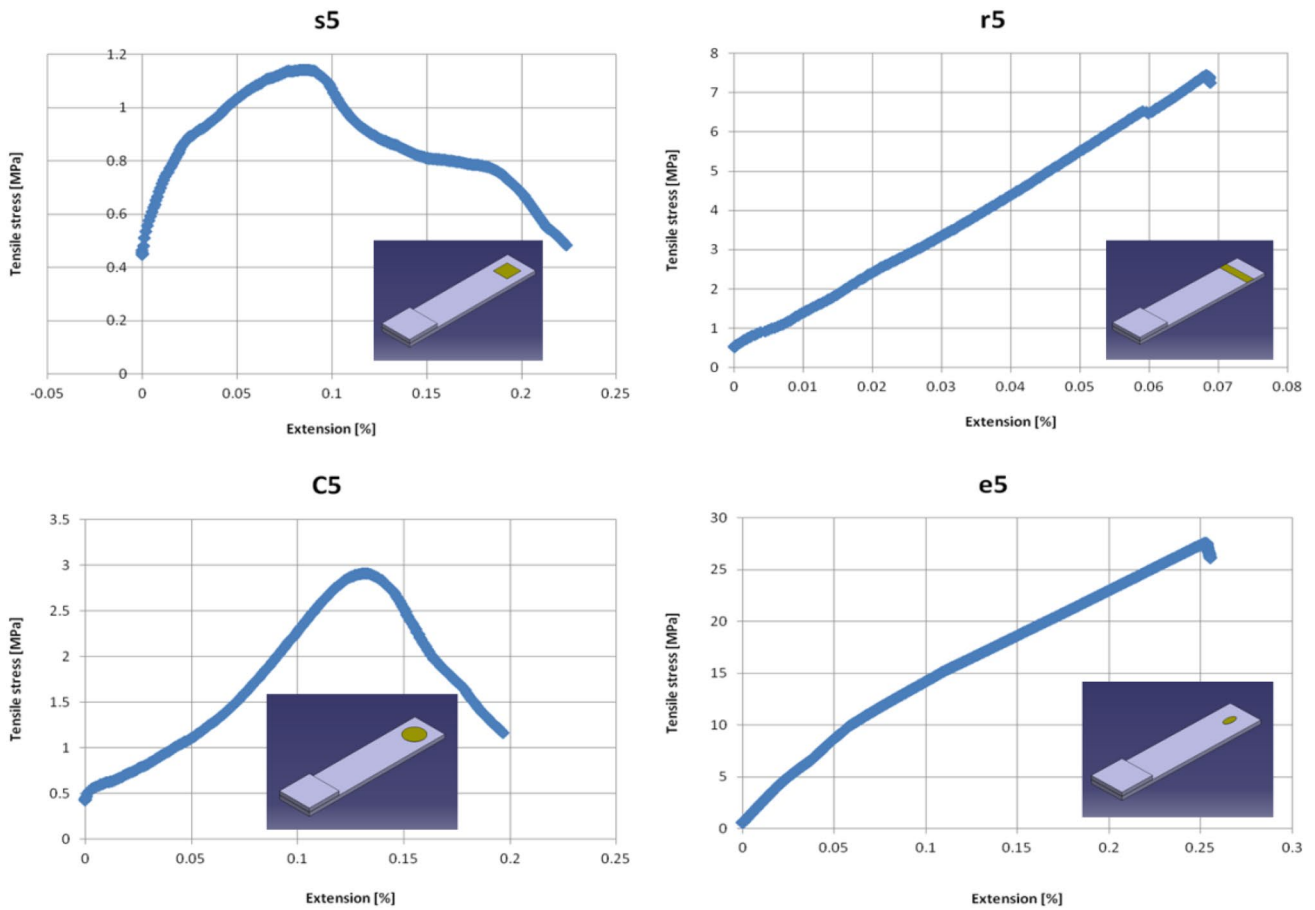 s5
1.2
1
0.8
0.6
0.4
0.2
0
-0.05 0 0.05 0.1 0.15 0.2 0.25
Tensile stress [MPa]
Extension [%]
r5
8
7
6
5
4
3
2
1
0
0 0.01 0.02 0.03 0.04 0.05 0.06 0.07 0.08
Tensile stress [MPa]
Extension [%]
C5
3.5
3
2.5
2
1.5
1
0.5
0
0 0.05 0.1 0.15 0.2 0.25
Tensile stress [MPa]
Extension [%]
e5
30
25
20
15
10
5
0
0 0.05 0.1 0.15 0.2 0.25 0.3
Tensile stress [MPa]
Extension [%]